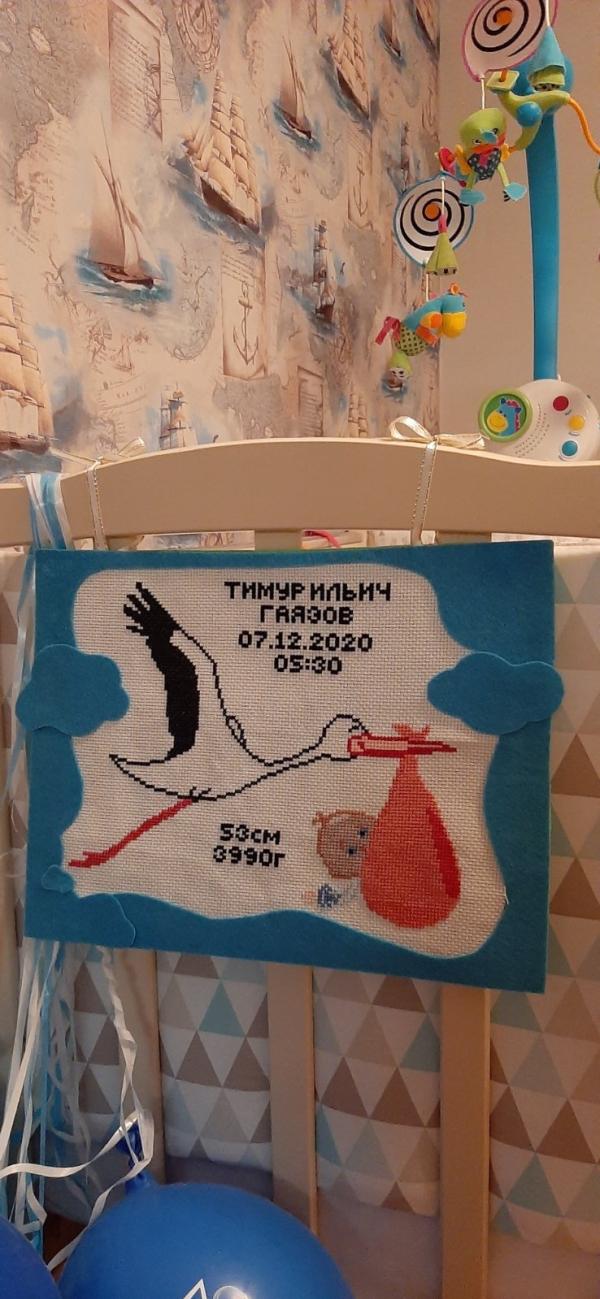 ТИМУР ИЛЬИЧ
ГАЯЗОВ
07.12.2020
05:30
53см
3990г